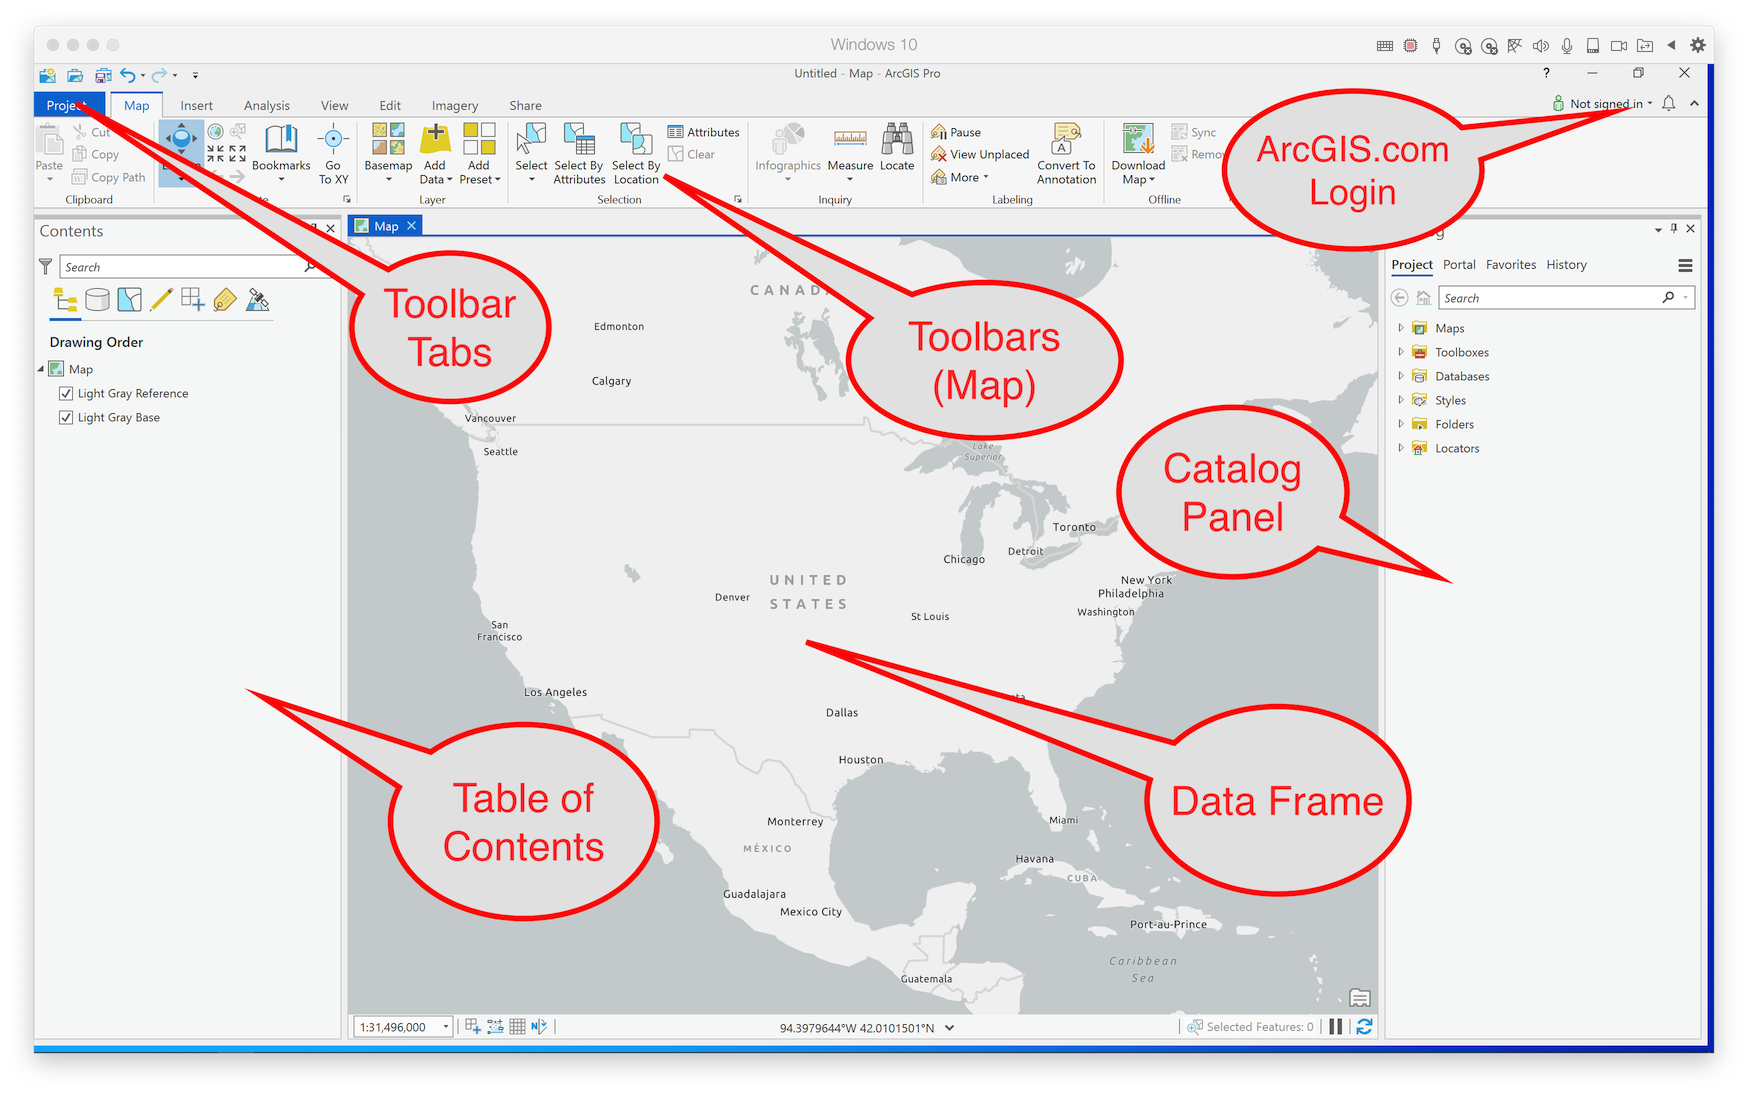 Windows 10
Untitled - Map - ArcGIS Pro
?
Project Map Insert Analysis View Edit Imagery Share
Not signed in
Paste
Cut
Copy
Copy Path
Clipboard
Bookmarks
Go
To XY
Basemap
Add
Data
Add
Preset
Layer
Select
Select By
Attributes
Select By
Location
Attributes
Clear
Selection
Infographics
Measure
Locate
Inquiry
Pause
View Unplaced
More
Convert To
Annotation
Labeling
Download
Map
Sync
Offline
ArcGIS.com
Login
Contents
Search
Drawing Order
Map
Light Gray Reference
Light Gray Base
Map
Toolbar
Tabs
Toolbars
(Map)
Catalog
Panel
Table of
Contents
Data Frame
Edmonton
Calgary
Vancouver
Seattle
Lake
Superior
Toronto
Detroit
Chicago
New York
Philadelphia
Washington
UNITED
STATES
Denver
St Louis
San
Francisco
Los Angeles
Dallas
Houston
Monterrey
MÉXICO
Miami
Havana
CUBA
Guadalajara
Mexico City
Port-au-Prince
Caribbean
Sea
Guatemala
Project Portal Favorites History
Search
Maps
Toolboxes
Databases
Styles
Folders
Locators
1:31,496,000
94.3979644°W 42.0101501°N
Selected Features: 0